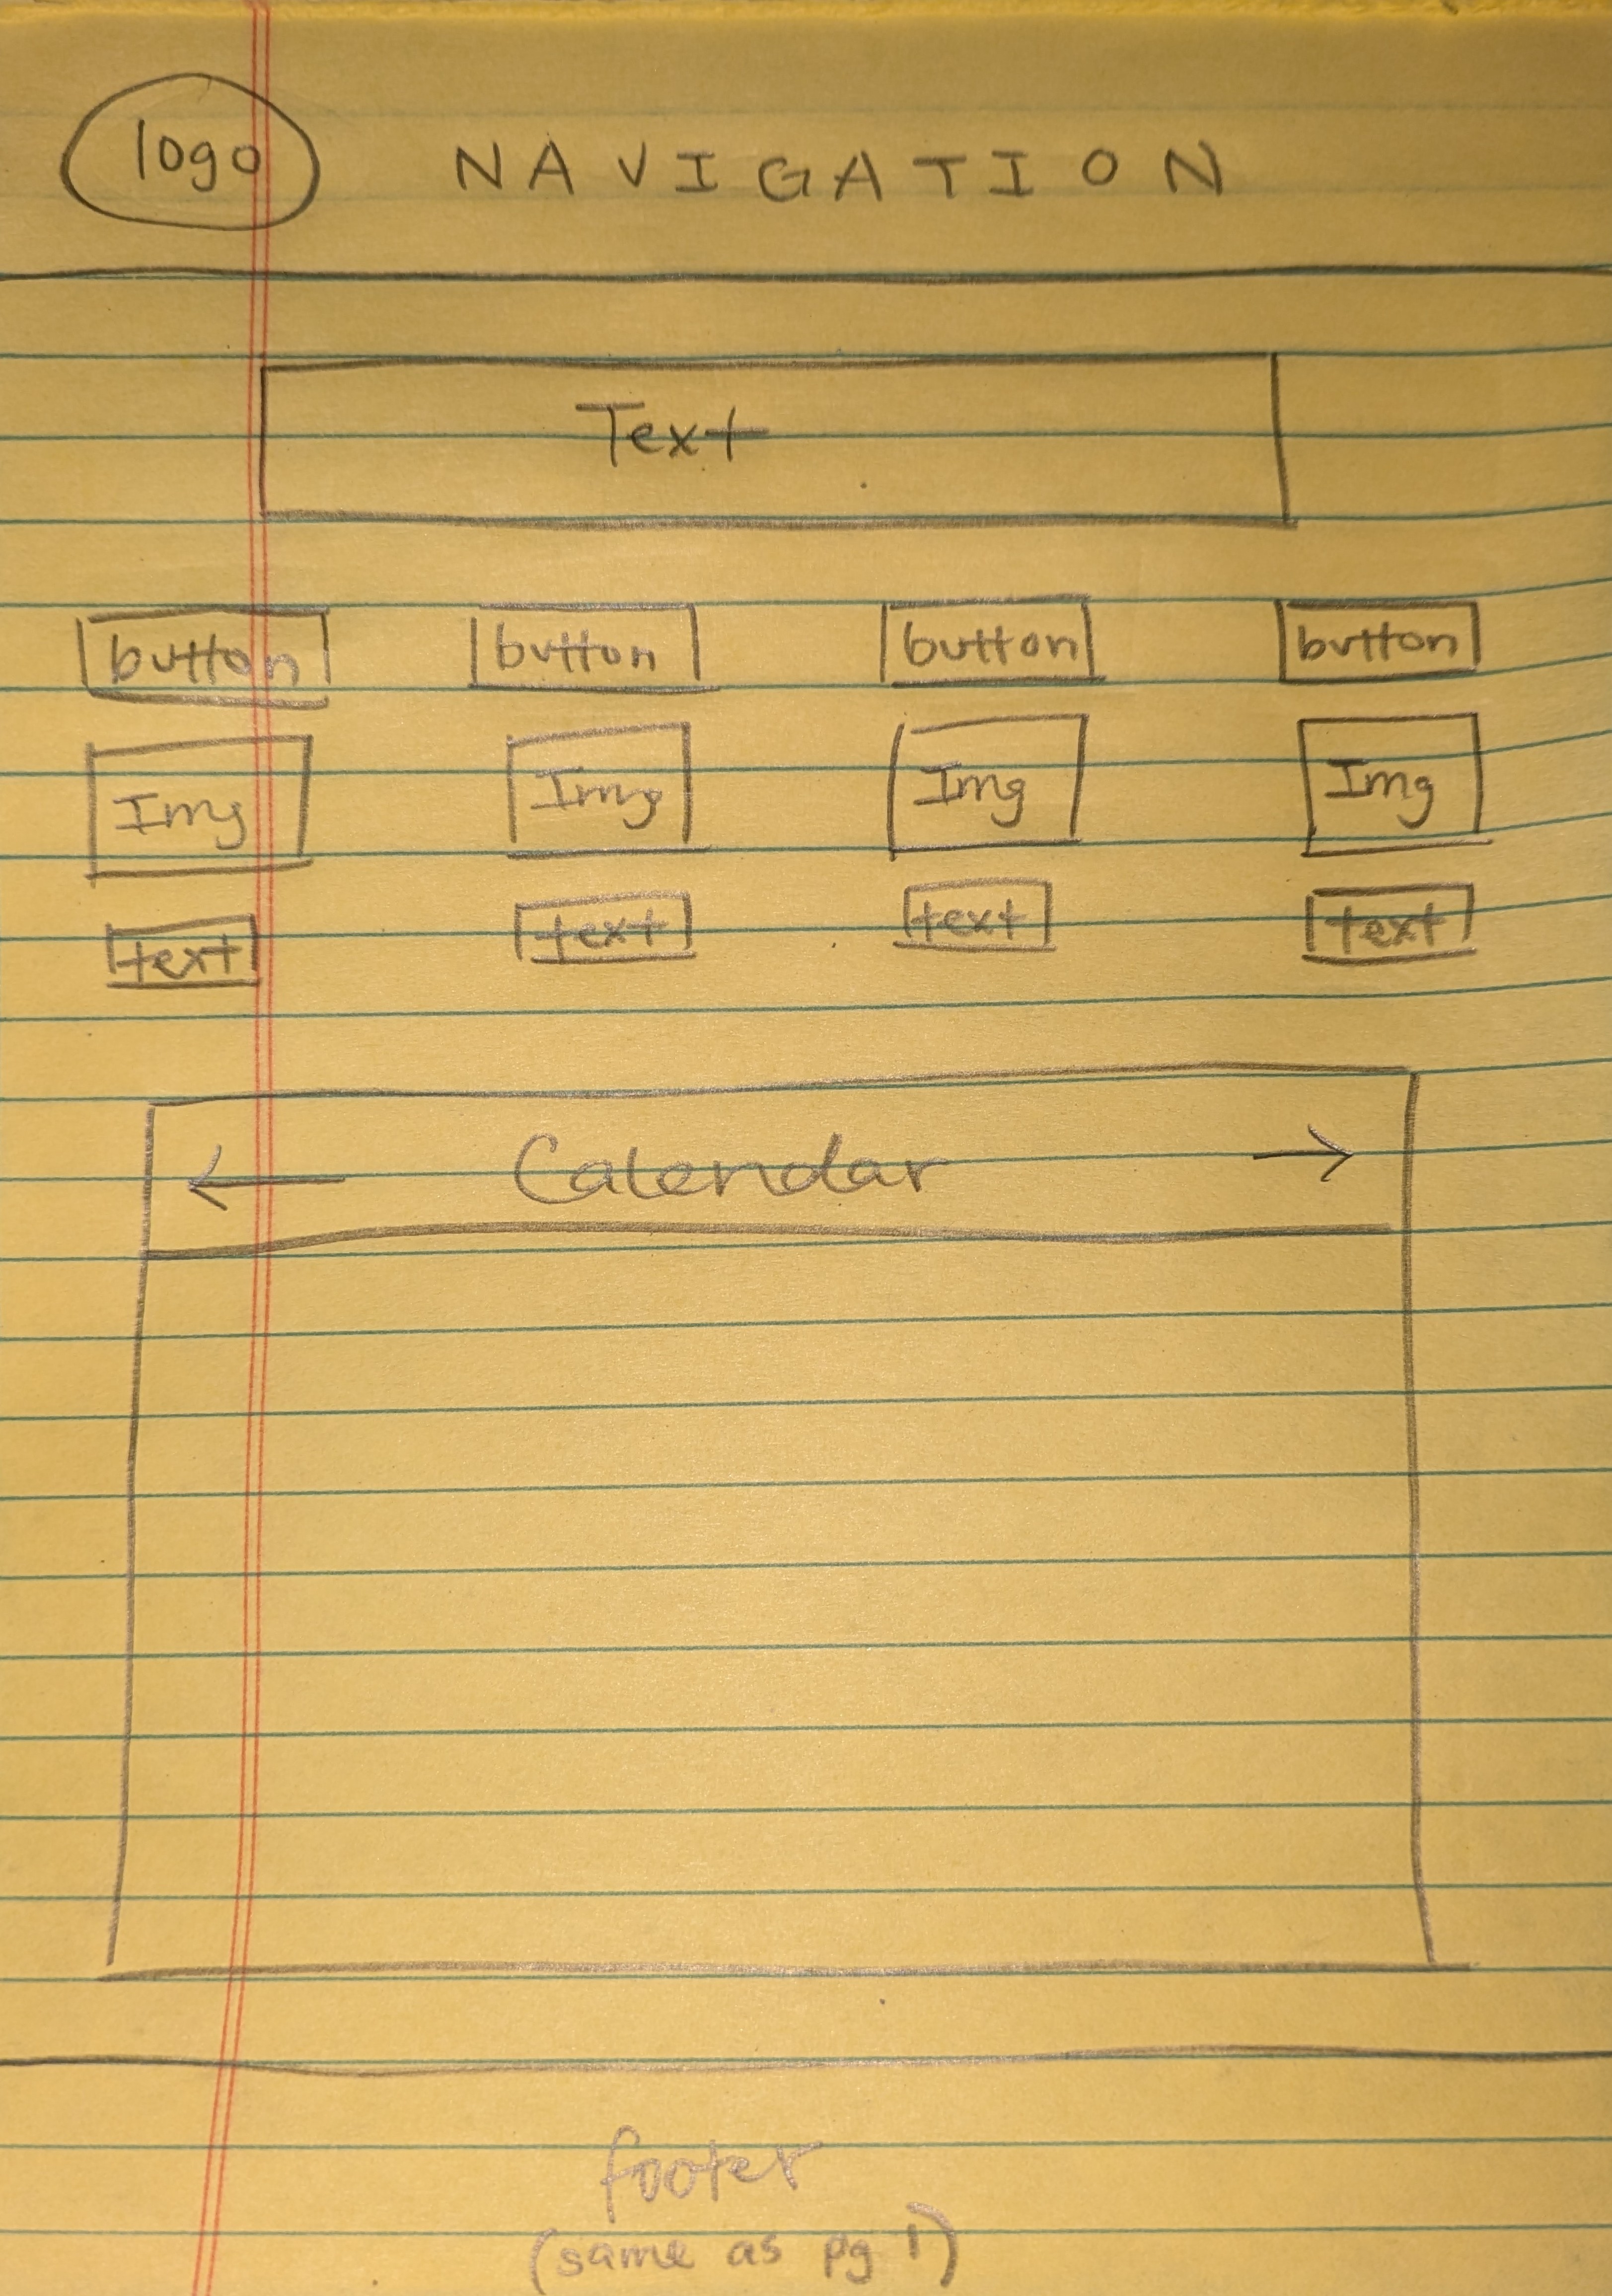 logo NAVIGATION
Text
button button button button
Img Img Img Img
text text text text
← Calendar →
footer
(same as pg 1)